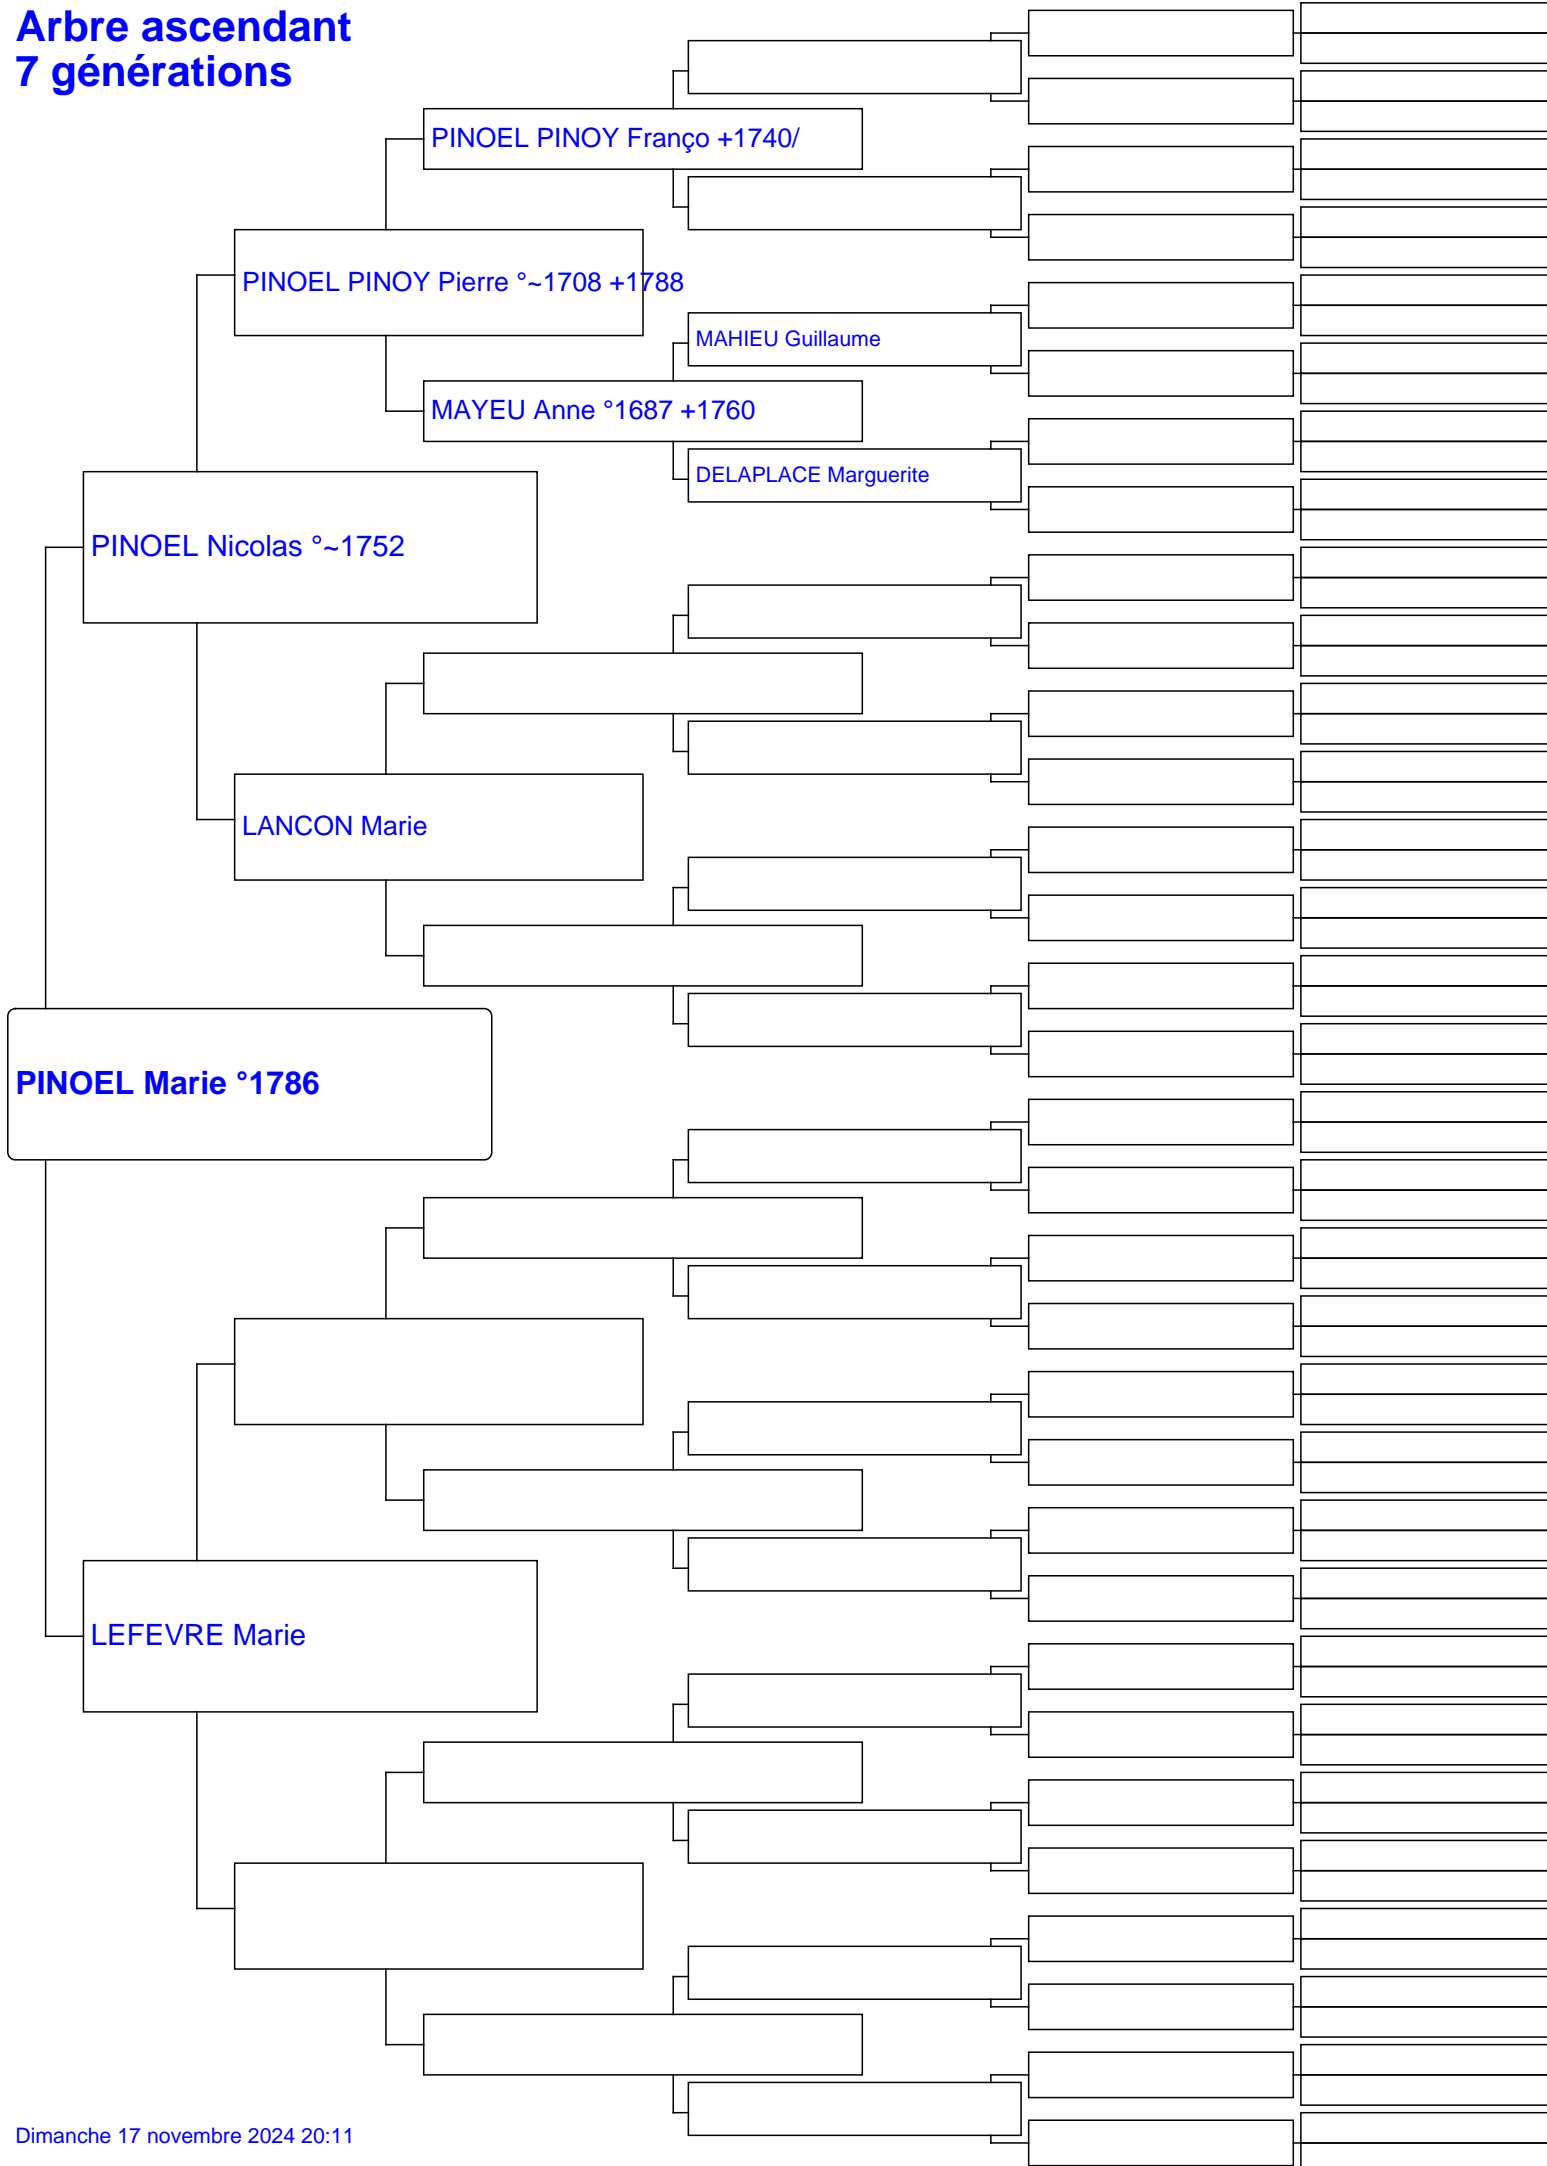 Arbre ascendant
7 générations
PINOEL PINOY Franço +1740/
PINOEL PINOY Pierre °~1708 +1788
MAHIEU Guillaume
MAYEU Anne °1687 +1760
DELAPLACE Marguerite
PINOEL Nicolas °~1752
LANCON Marie
PINOEL Marie °1786
LEFEVRE Marie
Dimanche 17 novembre 2024 20:11